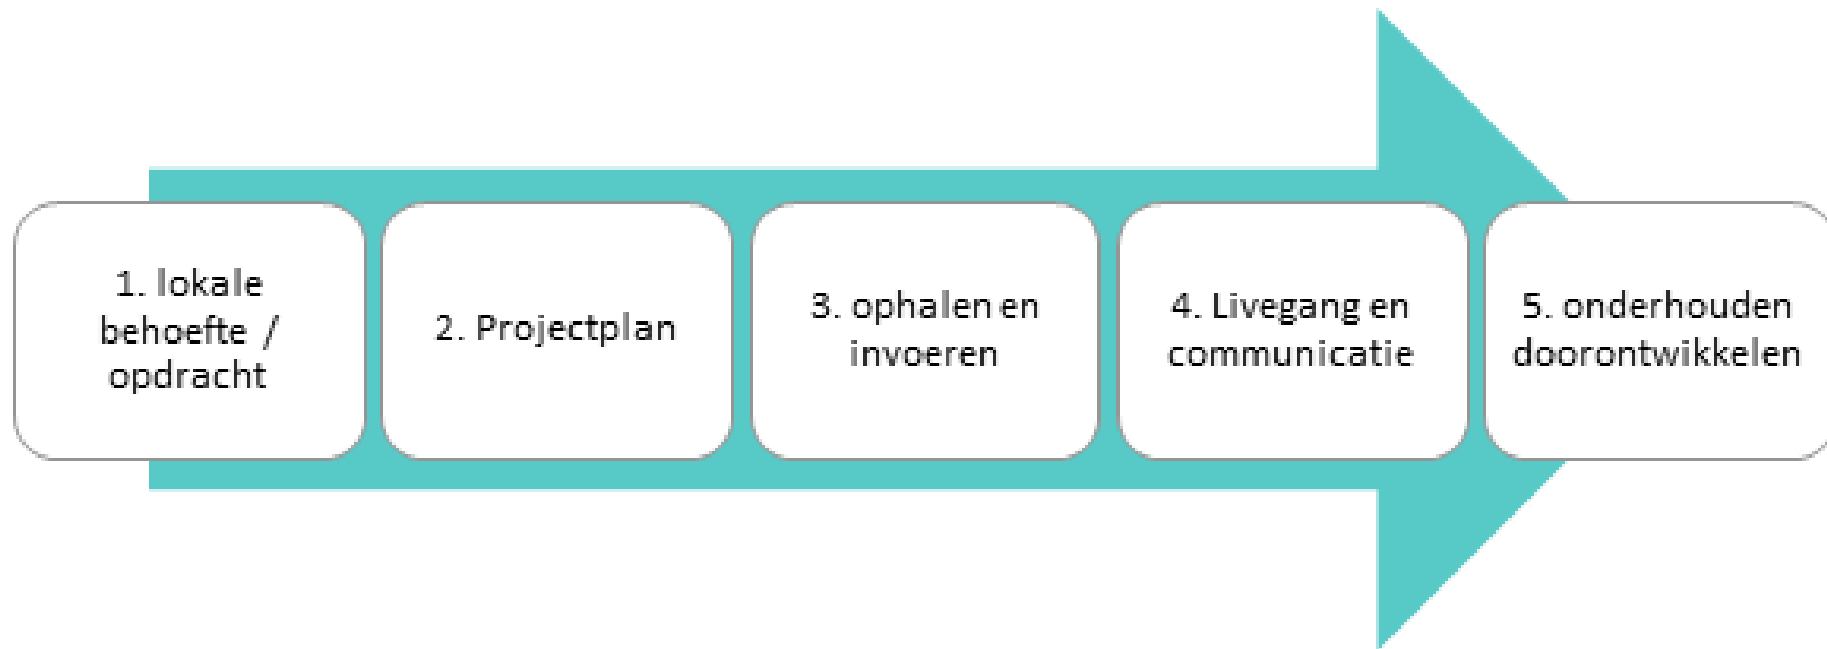 1. lokale
behoefte /
opdracht
2. Projectplan
3. ophalen en
invoeren
4. Livegang en
communicatie
5. onderhouden
doorontwikkelen